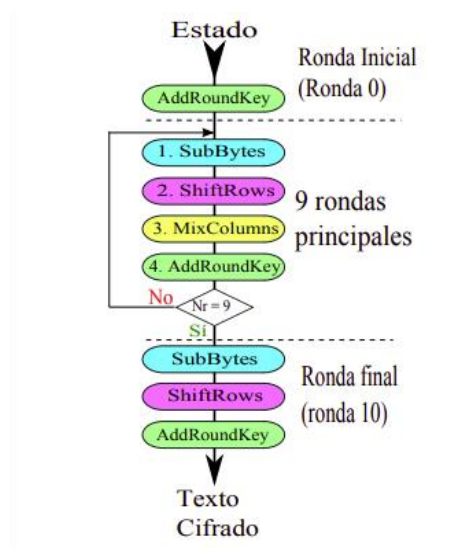 Estado
Ronda Inicial
(Ronda 0)
AddRoundKey
1. SubBytes
2. ShiftRows
9 rondas
principales
3. MixColumns
4. AddRoundKey
No
Nr = 9
Sí
SubBytes
Ronda final
(ronda 10)
ShiftRows
AddRoundKey
Texto
Cifrado